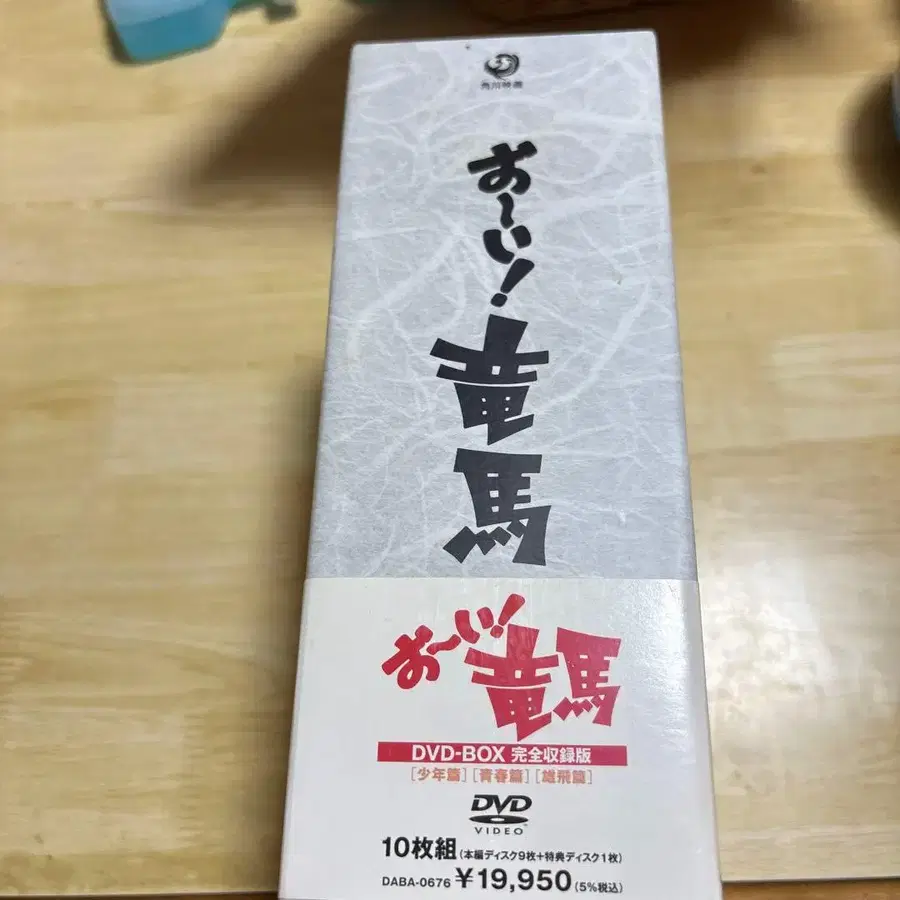 角川映画
お〜い!
竜馬
お〜い!竜馬
DVD-BOX 完全収録版
[少年篇][青春篇][雄飛篇]
DVD
VIDEO
10枚組(本編ディスク9枚+特典ディスク1枚)
DABA-0676 ¥19,950(5%税込)